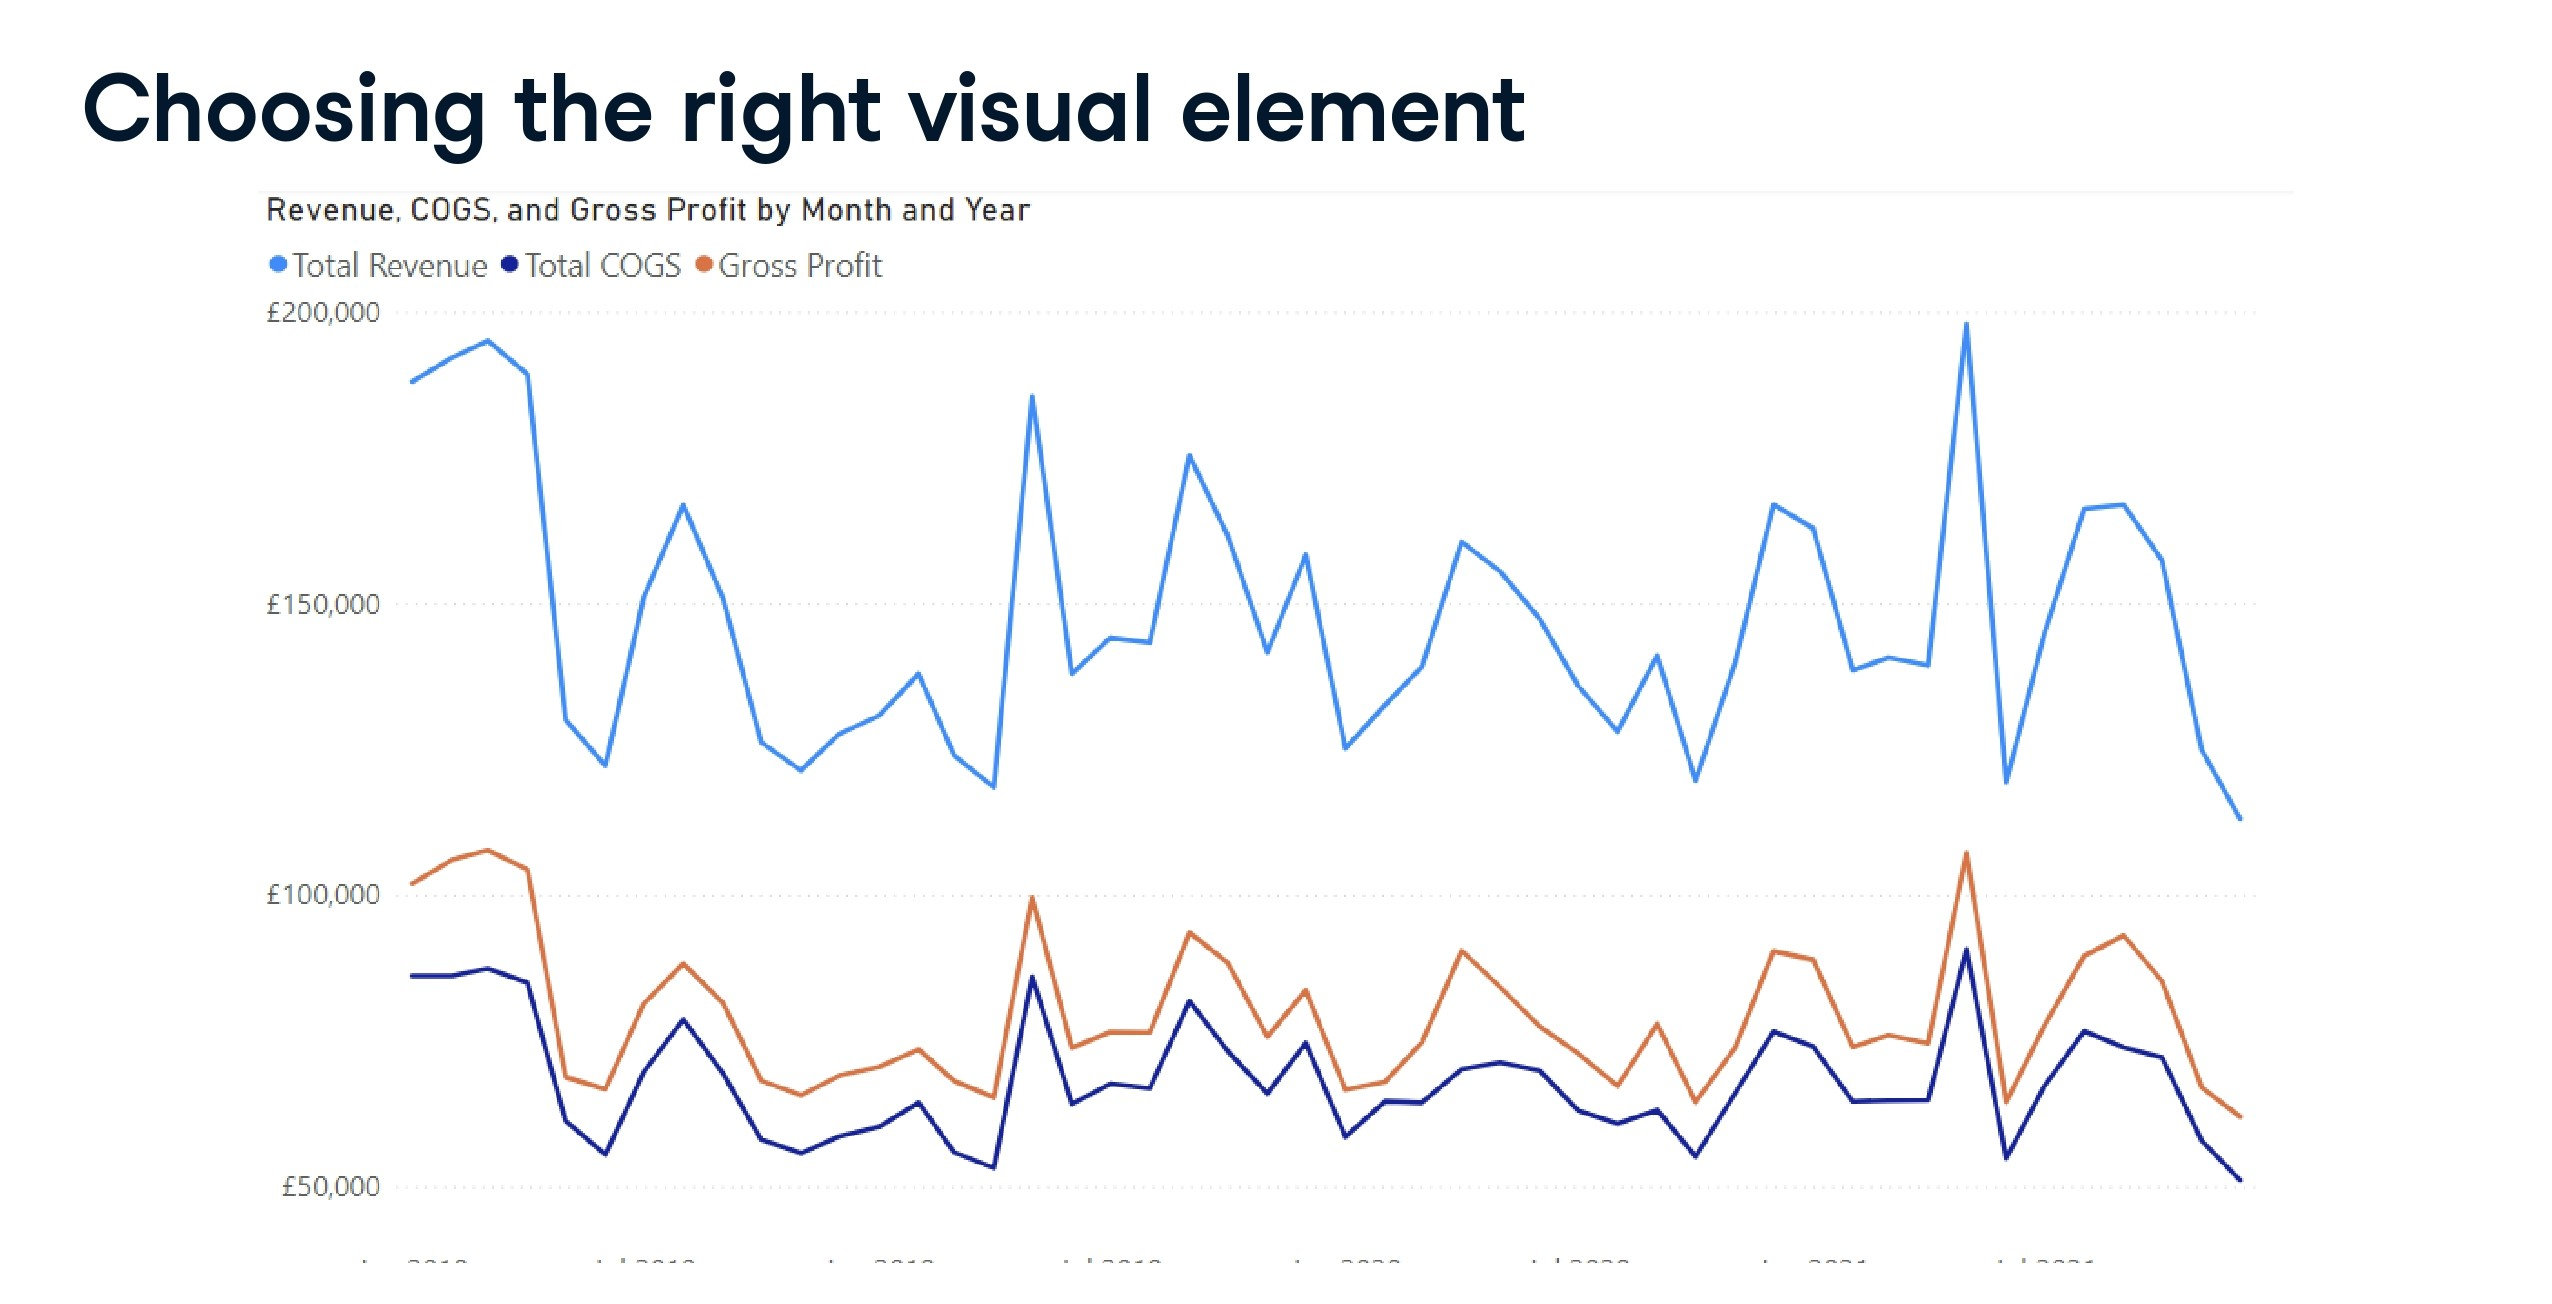 Choosing the right visual element
Revenue, COGS, and Gross Profit by Month and Year
Total Revenue Total COGS Gross Profit
£200,000
£150,000
£100,000
£50,000